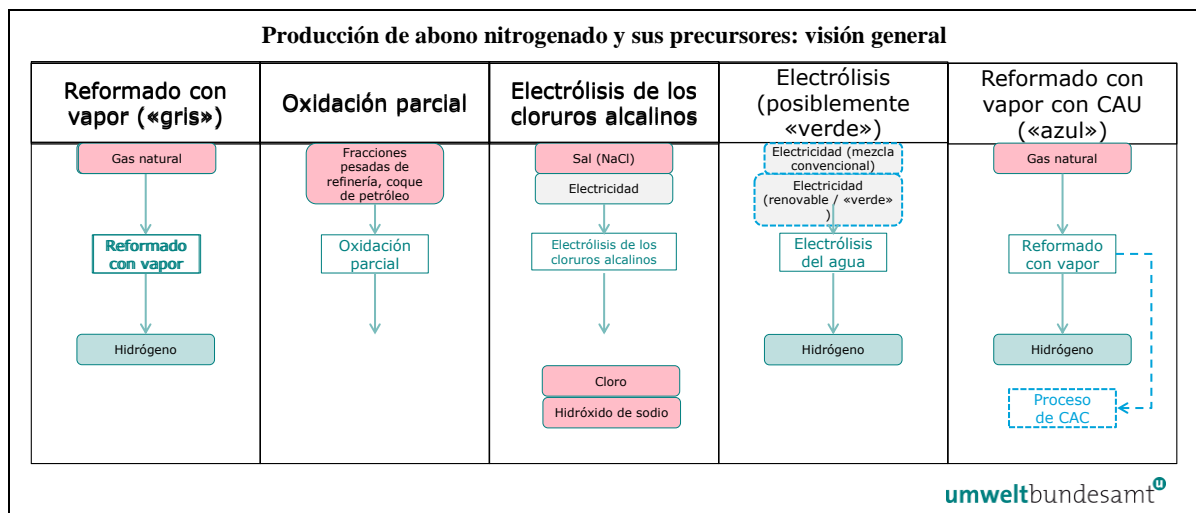 Producción de abono nitrogenado y sus precursores: visión general
Reformado con
vapor («gris»)
Gas natural
Reformado
con vapor
Hidrógeno
Oxidación parcial
Fracciones
pesadas de
refinería, coque
de petróleo
Oxidación
parcial
Electrólisis de los
cloruros alcalinos
Sal (NaCl)
Electricidad
Electrólisis de los
cloruros alcalinos
Cloro
Hidróxido de sodio
Electrólisis
(posiblemente
«verde»)
Electricidad (mezcla
convencional)
Electricidad
(renovable / «verde»
)
Electrólisis
del agua
Hidrógeno
Reformado con
vapor con CAU
(«azul»)
Gas natural
Reformado
con vapor
Hidrógeno
Proceso
de CAC
umweltbundesamt
u